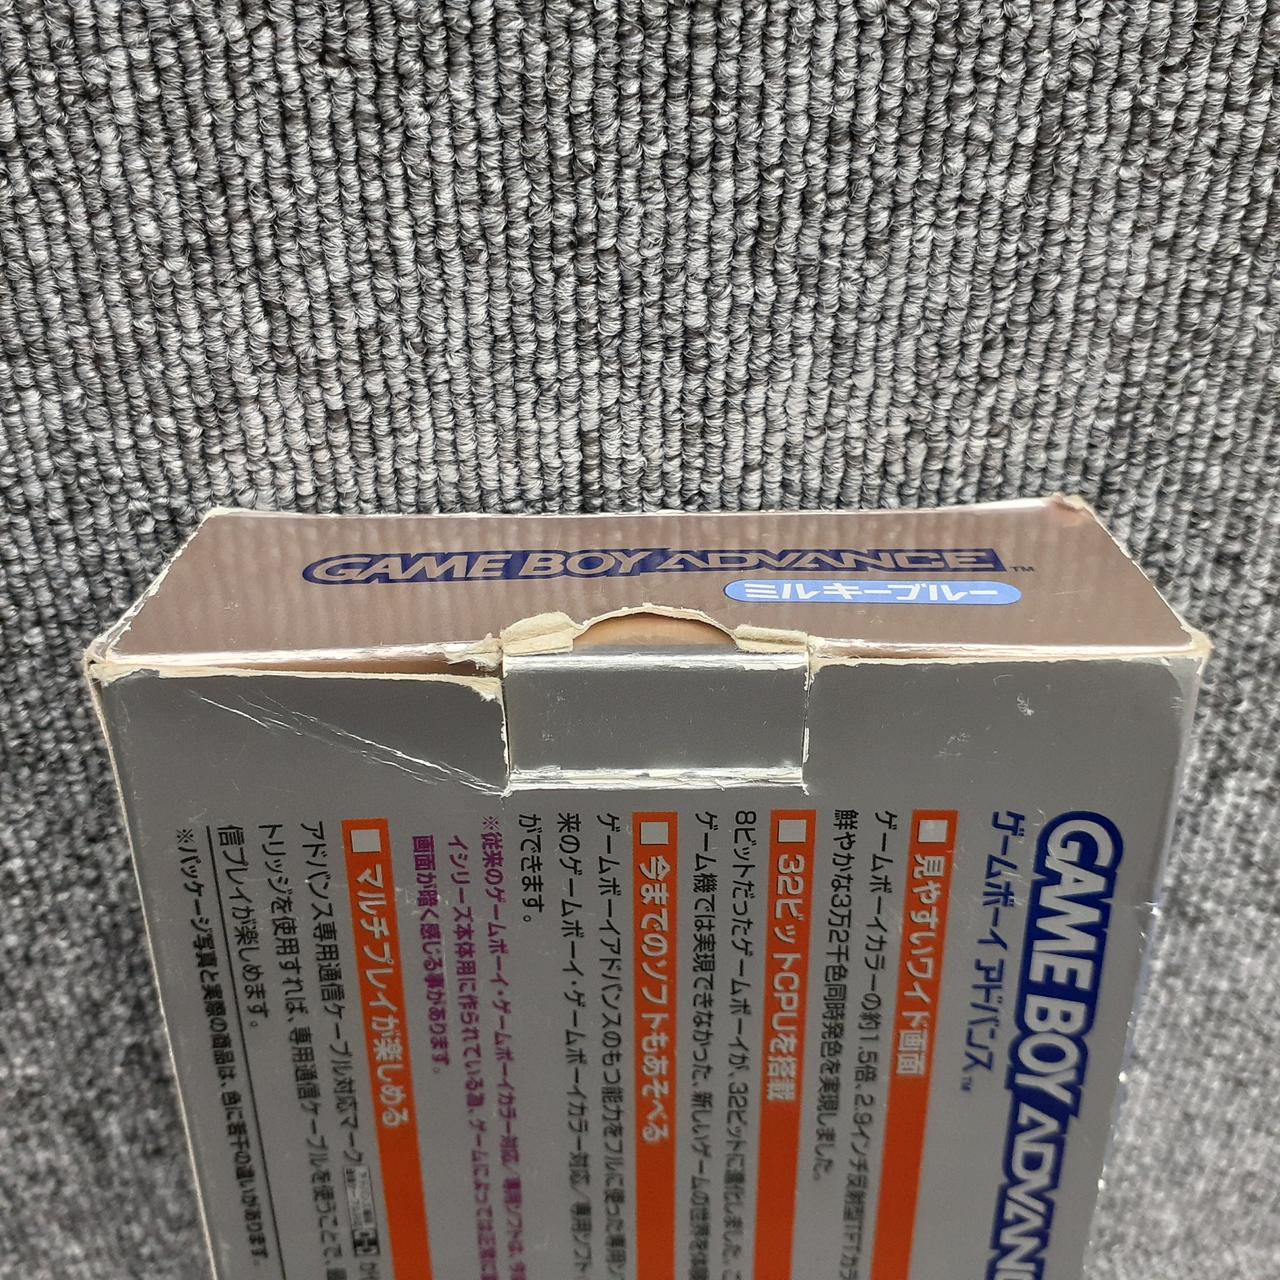 GAME BOY ADVANCE™
ミルキーブルー
GAME BOY ADVAN
ゲームボーイ アドバンス™
見やすいワイド画面
ゲームボーイカラーの約1.5倍、2.9インチ反射型TFTカラ
鮮やかな3万2千色同時発色を実現しました。
32ビットCPUを搭載
8ビットだったゲームボーイが、32ビットに進化しました。こ
ゲーム機では実現できなかった、新しいゲームの世界を体験
今までのソフトもあそべる
ゲームボーイアドバンスのもつ能力をフルに使った専用ソ
来のゲームボーイ・ゲームボーイカラー対応/専用ソフト・
ができます。
※従来のゲームボーイ・ゲームボーイカラー対応/専用ソフトは、今ま
イシリーズ本体用に作られている為、ゲームによっては正常に
画面が暗く感じる事があります。
マルチプレイが楽しめる
アドバンス専用通信ケーブル対応マーク
トリッジを使用すれば、専用通信ケーブルを使うことで、最
信プレイが楽しめます。
※パッケージ写真と実際の商品は、色に若干の違いがあります。